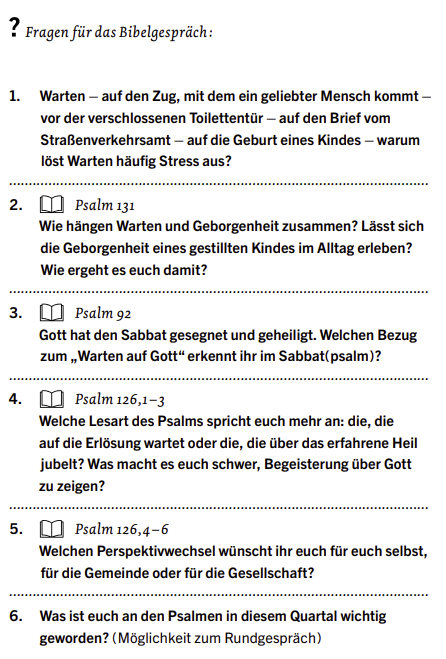 ? Fragen für das Bibelgespräch:
1. Warten – auf den Zug, mit dem ein geliebter Mensch kommt –
vor der verschlossenen Toilettentür – auf den Brief vom
Straßenverkehrsamt – auf die Geburt eines Kindes – warum
löst Warten häufig Stress aus?
2. Psalm 131
Wie hängen Warten und Geborgenheit zusammen? Lässt sich
die Geborgenheit eines gestillten Kindes im Alltag erleben?
Wie ergeht es euch damit?
3. Psalm 92
Gott hat den Sabbat gesegnet und geheiligt. Welchen Bezug
zum „Warten auf Gott“ erkennt ihr im Sabbat(psalm)?
4. Psalm 126,1–3
Welche Lesart des Psalms spricht euch mehr an: die, die
auf die Erlösung wartet oder die, die über das erfahrene Heil
jubelt? Was macht es euch schwer, Begeisterung über Gott
zu zeigen?
5. Psalm 126,4–6
Welchen Perspektivwechsel wünscht ihr euch für euch selbst,
für die Gemeinde oder für die Gesellschaft?
6. Was ist euch an den Psalmen in diesem Quartal wichtig
geworden? (Möglichkeit zum Rundgespräch)